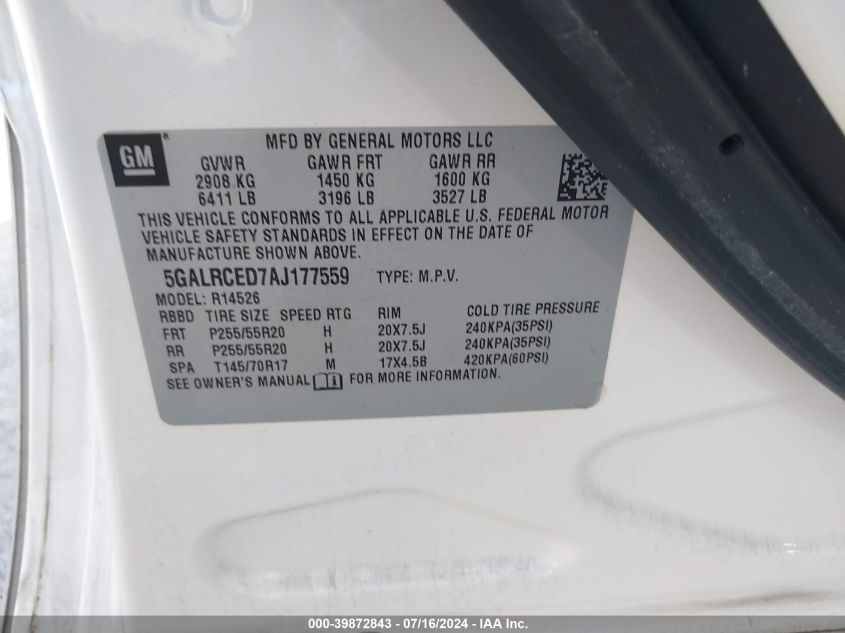 GM
MFD BY GENERAL MOTORS LLC
GVWR GAWR FRT GAWR RR
2908 KG 1450 KG 1600 KG
6411 LB 3196 LB 3527 LB
THIS VEHICLE CONFORMS TO ALL APPLICABLE U.S. FEDERAL MOTOR
VEHICLE SAFETY STANDARDS IN EFFECT ON THE DATE OF
MANUFACTURE SHOWN ABOVE.
5GALRCED7AJ177559 TYPE: M.P.V.
MODEL: R14526
RBBD TIRE SIZE SPEED RTG RIM COLD TIRE PRESSURE
FRT P255/55R20 H 20X7.5J 240KPA(35PSI)
RR P255/55R20 H 20X7.5J 240KPA(35PSI)
SPA T145/70R17 M 17X4.5B 420KPA(60PSI)
SEE OWNER'S MANUAL FOR MORE INFORMATION.
000-39872843 - 07/16/2024 - IAA Inc.